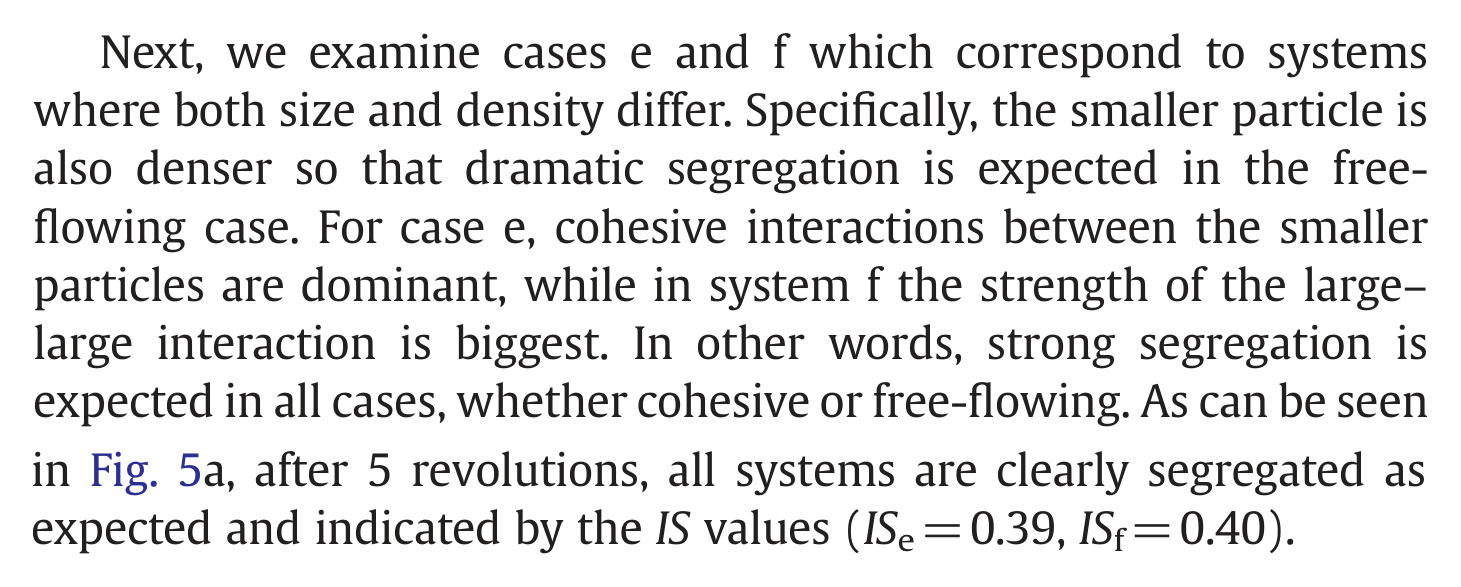 Next, we examine cases e and f which correspond to systems
where both size and density differ. Specifically, the smaller particle is
also denser so that dramatic segregation is expected in the free-
flowing case. For case e, cohesive interactions between the smaller
particles are dominant, while in system f the strength of the large–
large interaction is biggest. In other words, strong segregation is
expected in all cases, whether cohesive or free-flowing. As can be seen
in Fig. 5a, after 5 revolutions, all systems are clearly segregated as
expected and indicated by the IS values (ISe = 0.39, ISf = 0.40).